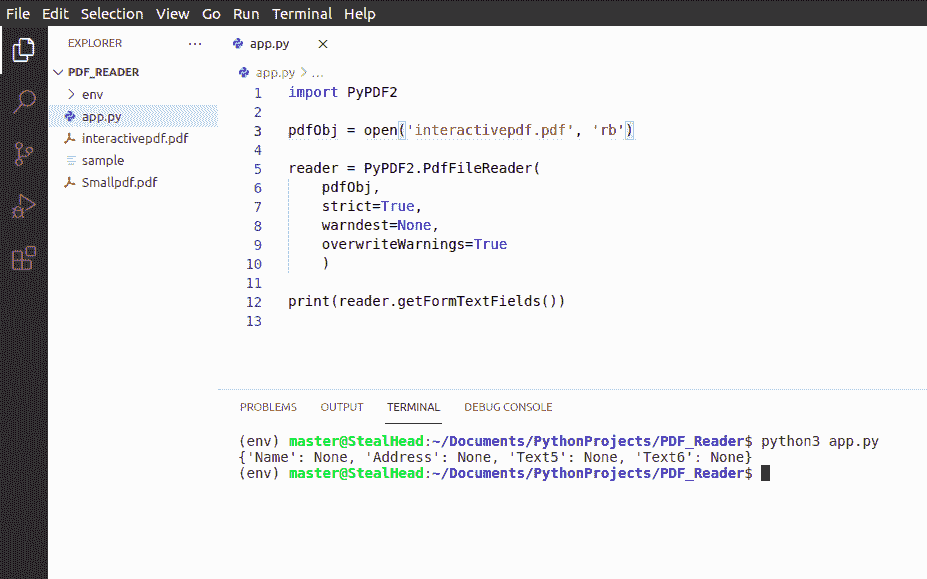 File Edit Selection View Go Run Terminal Help
EXPLORER ...
PDF_READER
env
app.py
interactivepdf.pdf
sample
Smallpdf.pdf
app.py
app.py > ...
1 import PyPDF2
2
3 pdfObj = open('interactivepdf.pdf', 'rb')
4
5 reader = PyPDF2.PdfFileReader(
6     pdfObj,
7     strict=True,
8     warndest=None,
9     overwriteWarnings=True
10     )
11
12 print(reader.getFormTextFields())
13
PROBLEMS OUTPUT TERMINAL DEBUG CONSOLE
(env) master@StealHead:~/Documents/PythonProjects/PDF_Reader$ python3 app.py
{'Name': None, 'Address': None, 'Text5': None, 'Text6': None}
(env) master@StealHead:~/Documents/PythonProjects/PDF_Reader$